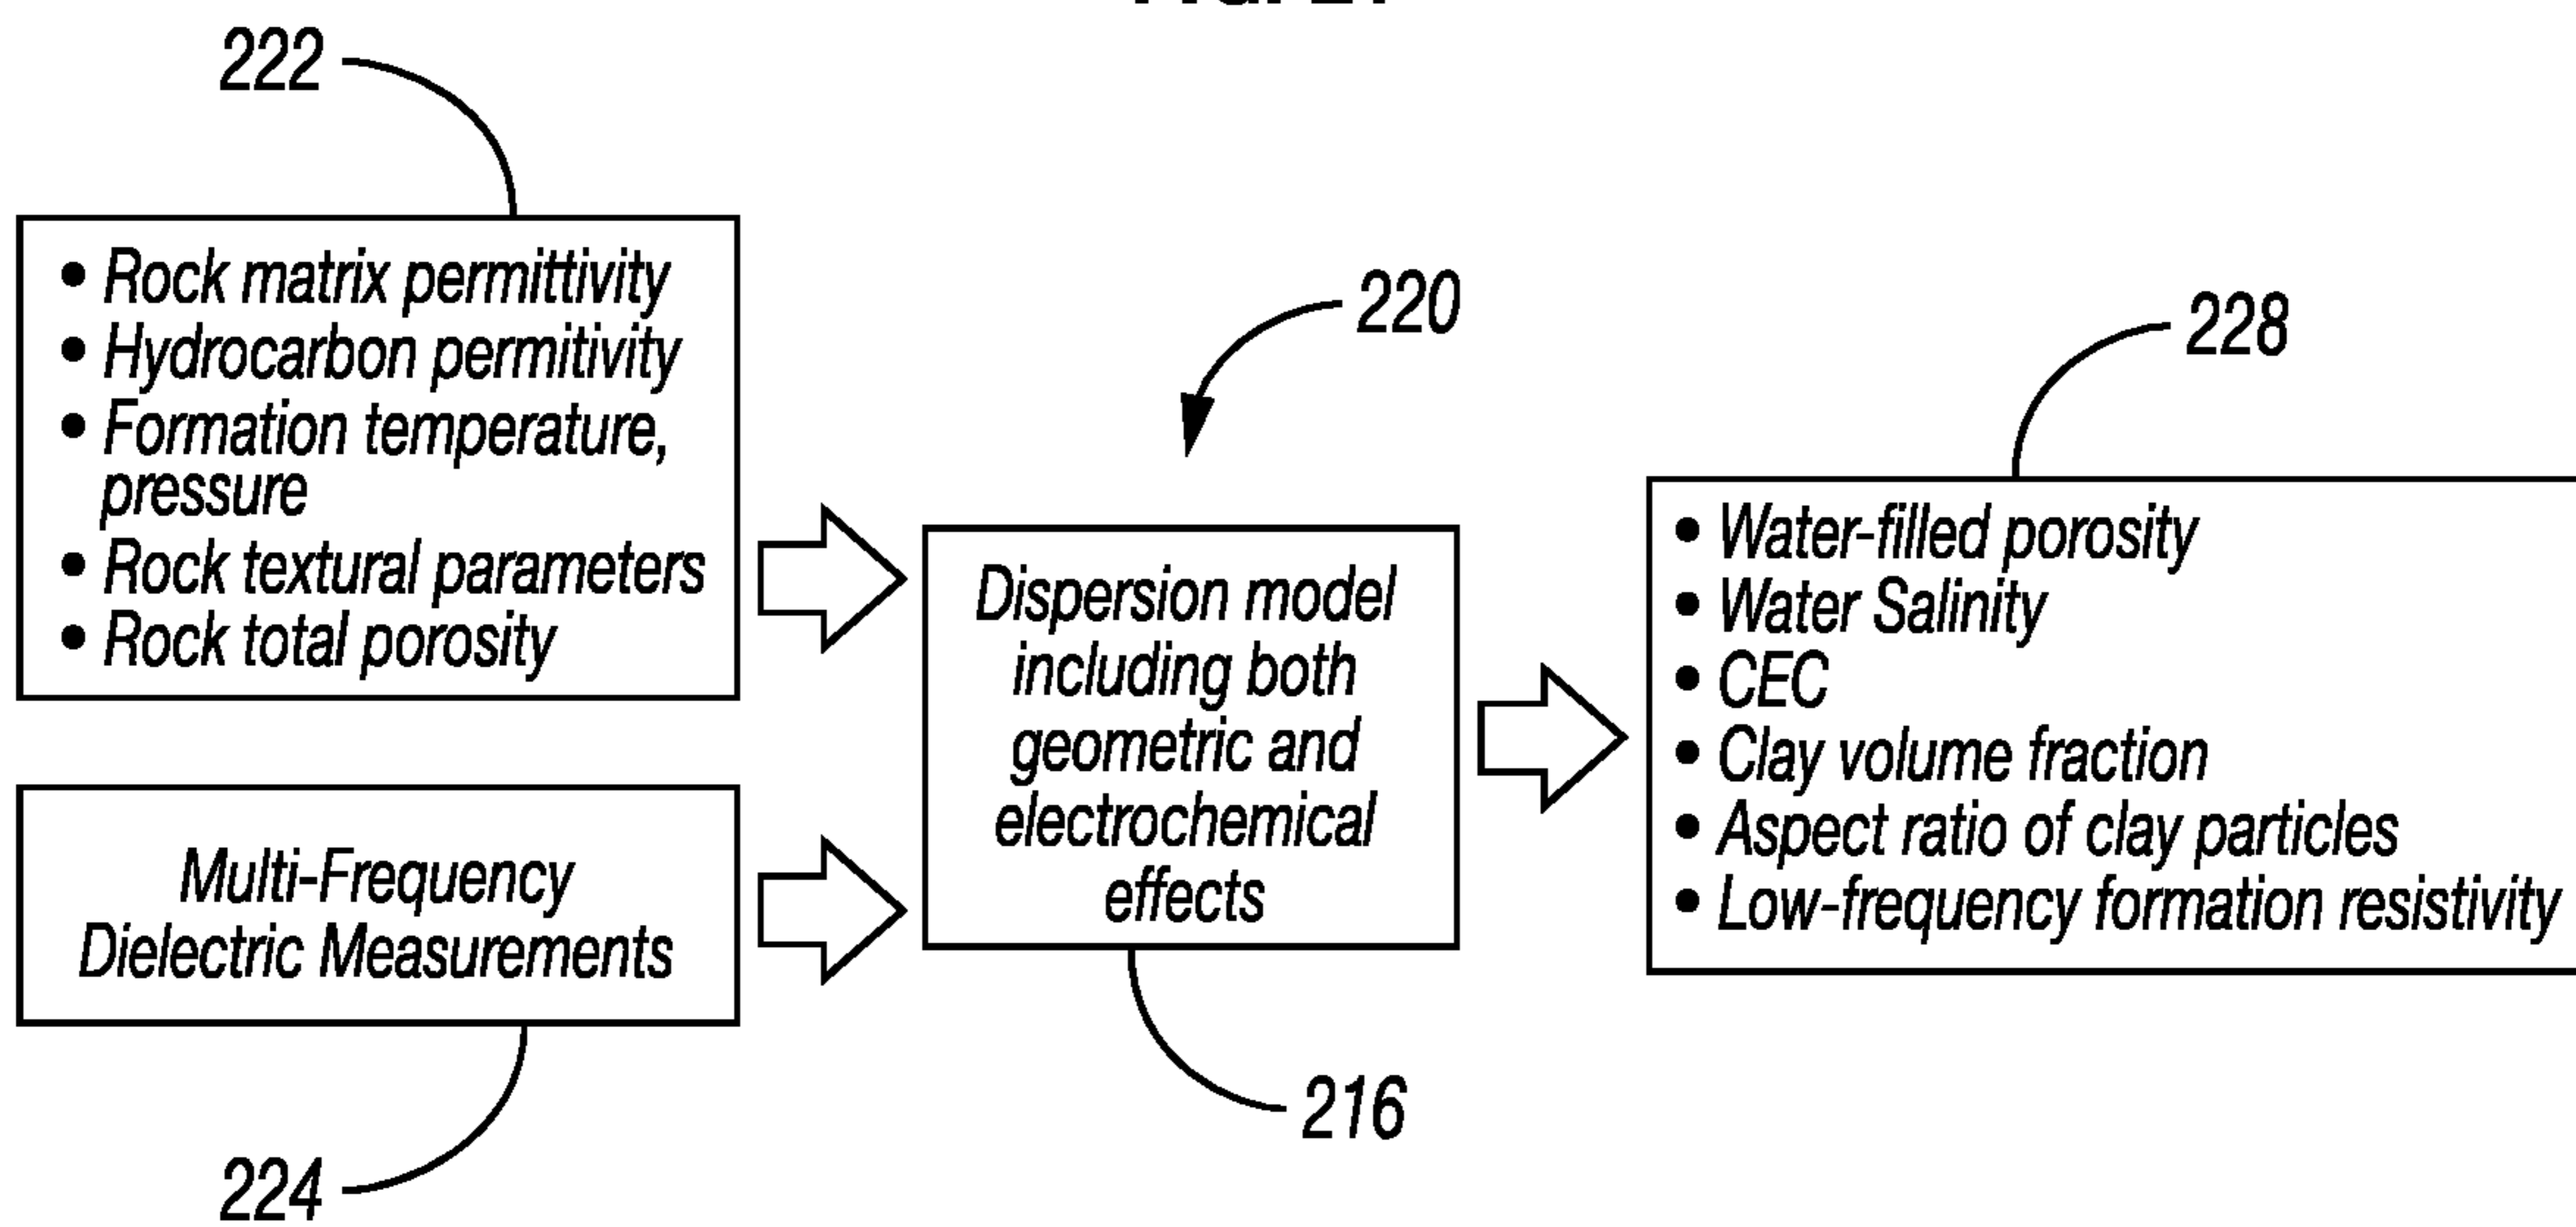 222
• Rock matrix permittivity
• Hydrocarbon permitivity
• Formation temperature,
pressure
• Rock textural parameters
• Rock total porosity
220
228
Dispersion model
including both
geometric and
electrochemical
effects
• Water-filled porosity
• Water Salinity
• CEC
• Clay volume fraction
• Aspect ratio of clay particles
• Low-frequency formation resistivity
Multi-Frequency
Dielectric Measurements
216
224